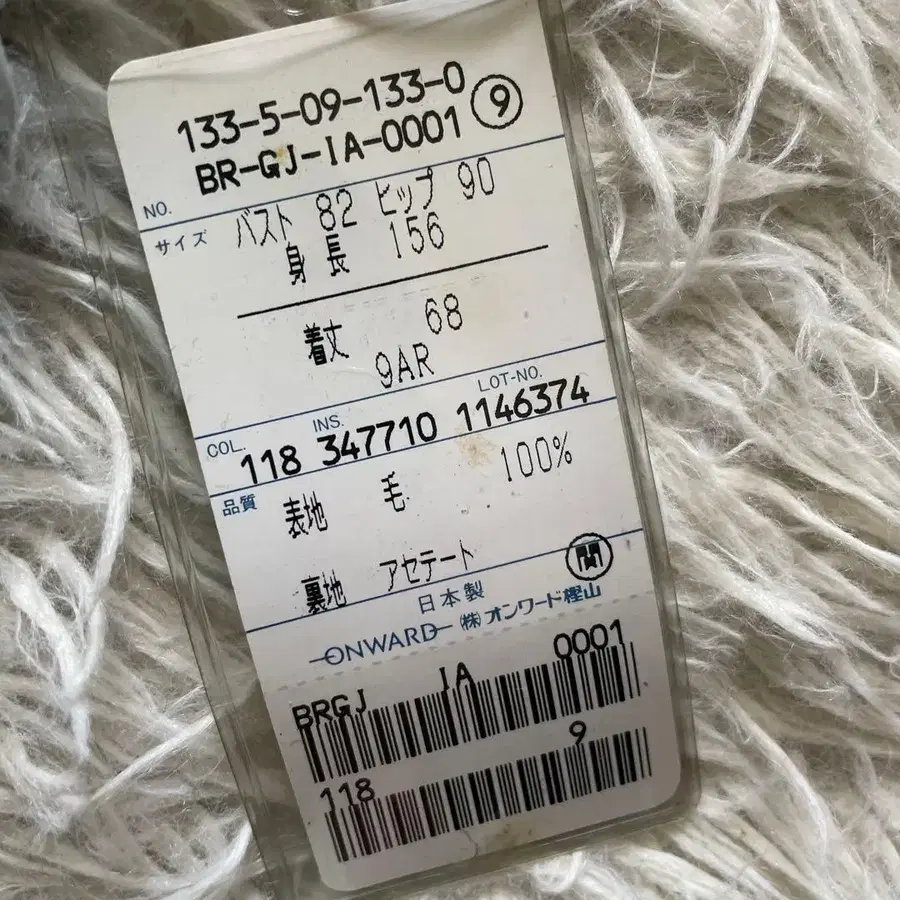 133-5-09-133-0 ⑨
BR-GJ-IA-0001
NO.
サイズ バスト 82 ヒップ 90
身長 156
着丈 68
9AR
COL. INS. LOT-NO.
118 347710 1146374
品質 表地 毛 100%
裏地 アセテート
日本製
ONWARD (株)オンワード樫山
BRGJ IA 0001
118 9